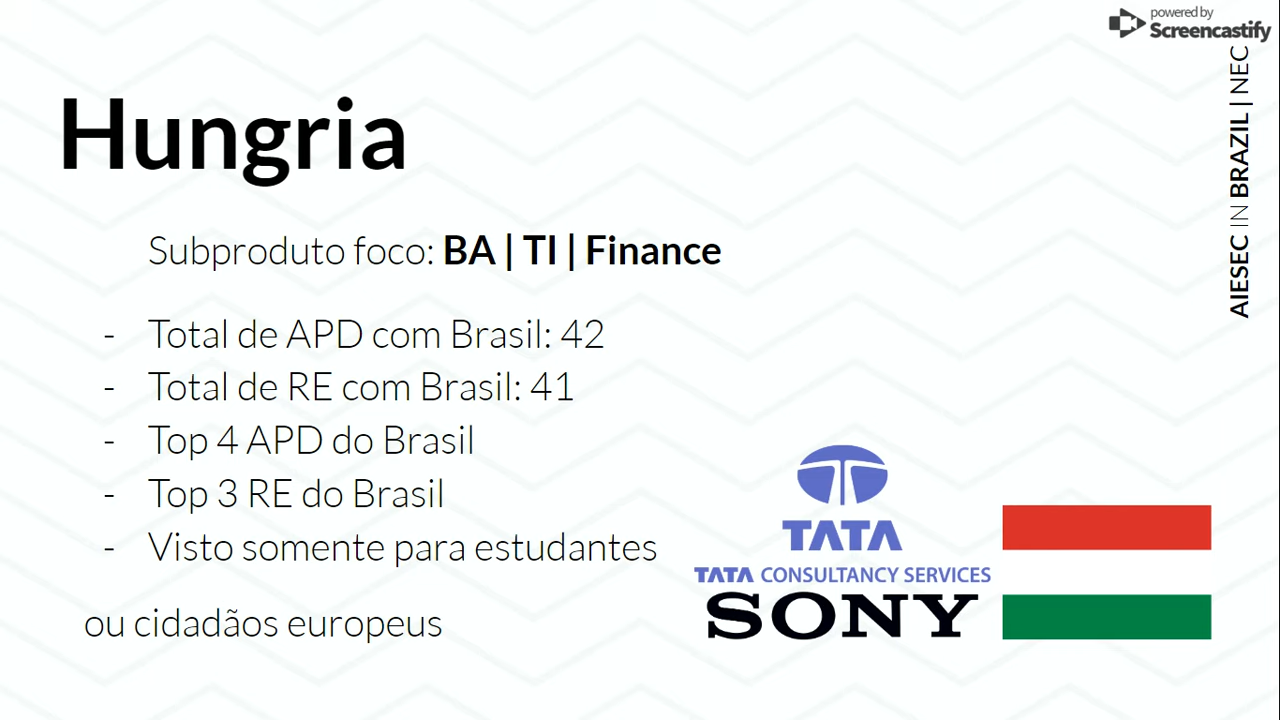 powered by
Screencastify
AIESEC IN BRAZIL | NEC
Hungria
Subproduto foco: BA | TI | Finance
- Total de APD com Brasil: 42
- Total de RE com Brasil: 41
- Top 4 APD do Brasil
- Top 3 RE do Brasil
- Visto somente para estudantes
ou cidadãos europeus
TATA
TATA CONSULTANCY SERVICES
SONY